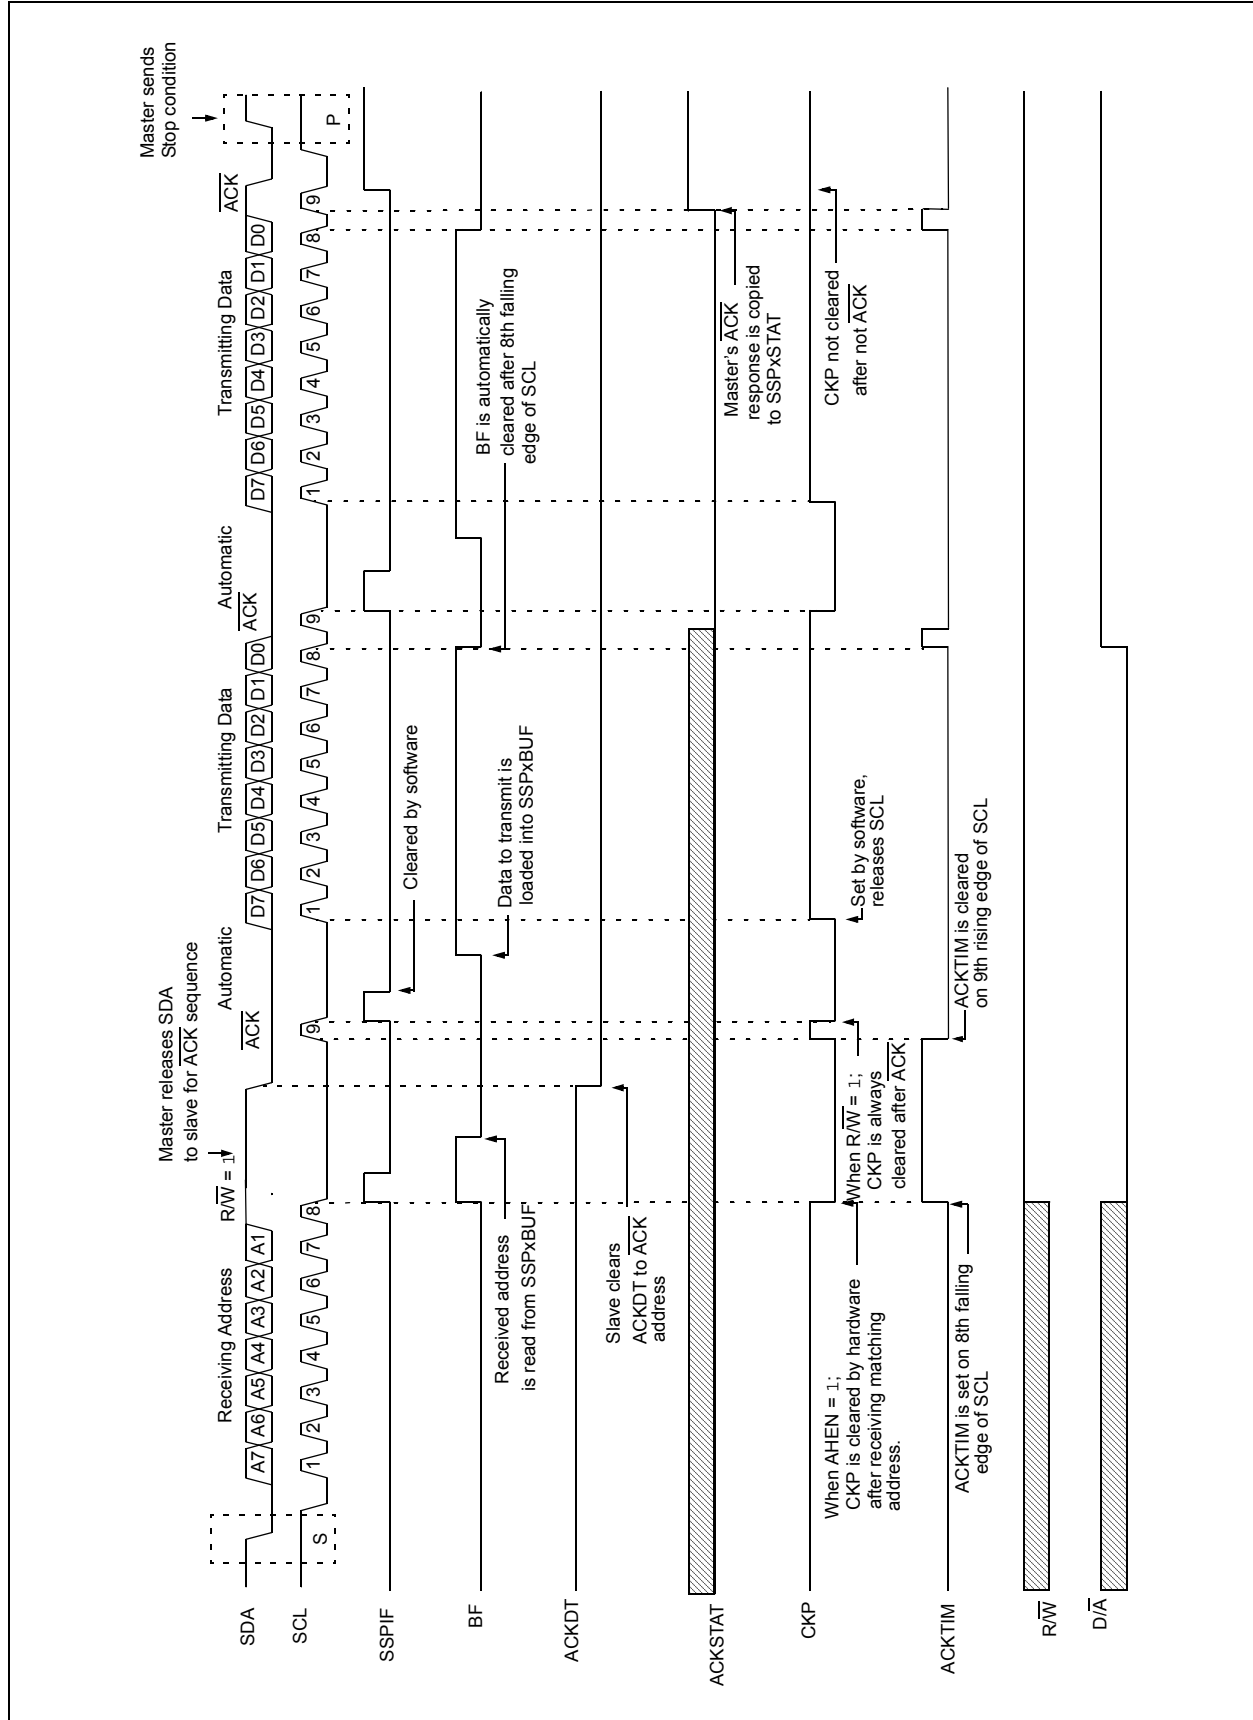 Master releases SDA
to slave for ACK sequence
Master sends
Stop condition
Receiving Address
R/W = 1
Automatic
Transmitting Data
Automatic
Transmitting Data
ACK
ACK
ACK
SDA
A7 A6 A5 A4 A3 A2 A1
D7 D6 D5 D4 D3 D2 D1 D0
D7 D6 D5 D4 D3 D2 D1 D0
SCL
S
1 2 3 4 5 6 7 8 9
1 2 3 4 5 6 7 8 9
1 2 3 4 5 6 7 8 9
P
SSPIF
Cleared by software
BF
Received address
is read from SSPxBUF
Data to transmit is
loaded into SSPxBUF
BF is automatically
cleared after 8th falling
edge of SCL
ACKDT
Slave clears
ACKDT to ACK
address
ACKSTAT
Master's ACK
response is copied
to SSPxSTAT
CKP
When AHEN = 1;
CKP is cleared by hardware
after receiving matching
address.
When R/W = 1;
CKP is always
cleared after ACK
Set by software,
releases SCL
CKP not cleared
after not ACK
ACKTIM
ACKTIM is set on 8th falling
edge of SCL
ACKTIM is cleared
on 9th rising edge of SCL
R/W
D/A